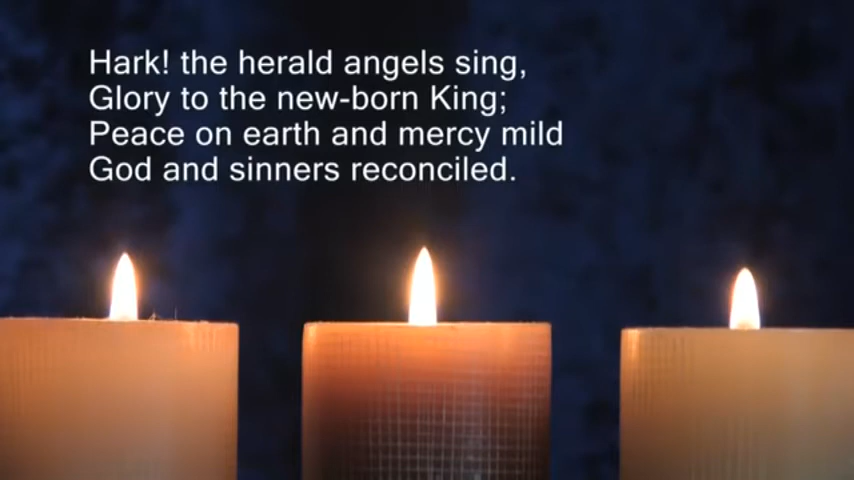 Hark! the herald angels sing,
Glory to the new-born King;
Peace on earth and mercy mild
God and sinners reconciled.